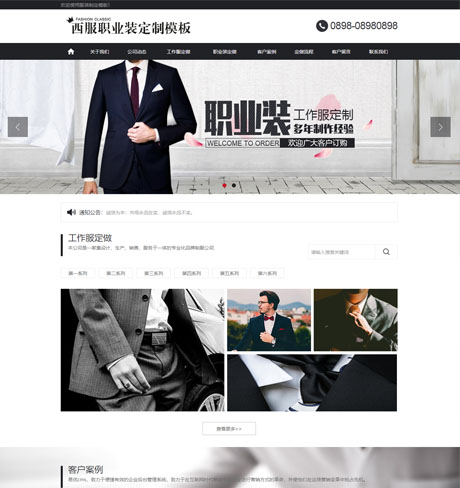 欢迎使用服装制业模板!
FASHION CLASSIC
西服职业装定制模板
0898-08980898
关于我们 公司动态 工作服定做 职业装定做 客户案例 定做流程 客户留言 联系我们
职业装
工作服定制
多年制作经验
WELCOME TO ORDER
欢迎广大客户订购
通知公告:
诚信为本:市场永远在变,诚信永远不变。
工作服定做
本公司是一家集设计、生产、销售、服务于一体的专业化品牌制服公司
请输入搜索关键词
第一系列 第二系列 第三系列 第四系列 第五系列 第六系列
查看更多>>
客户案例